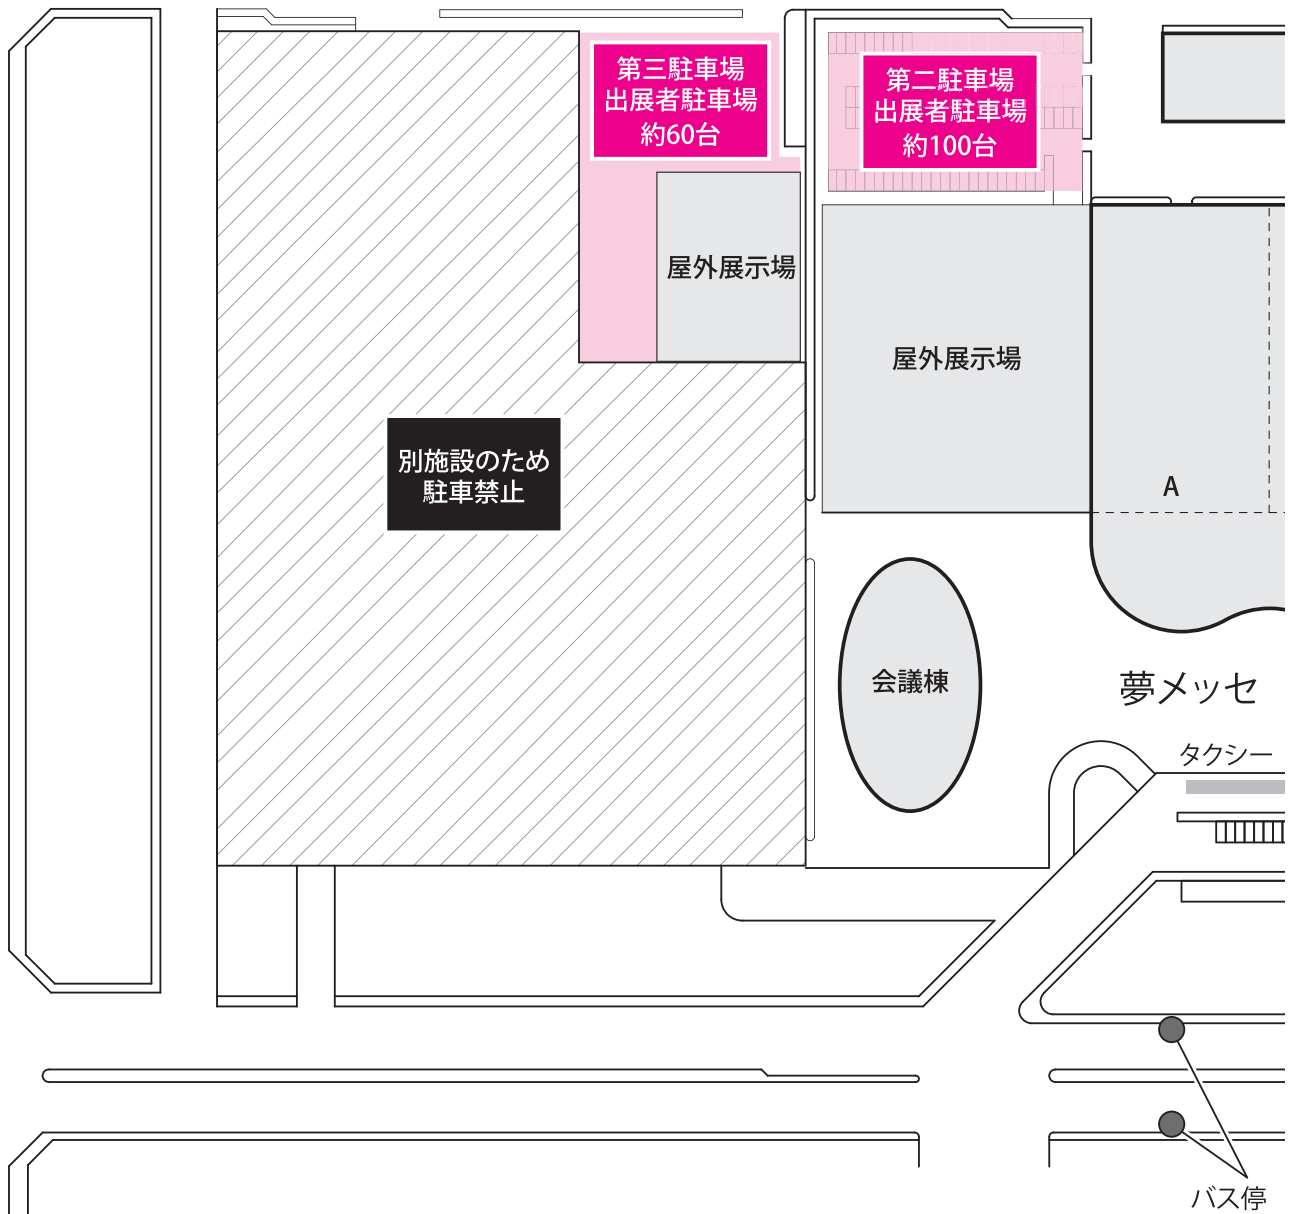 第三駐車場
出展者駐車場
約60台
第二駐車場
出展者駐車場
約100台
屋外展示場
屋外展示場
別施設のため
駐車禁止
A
会議棟
夢メッセ
タクシー
バス停